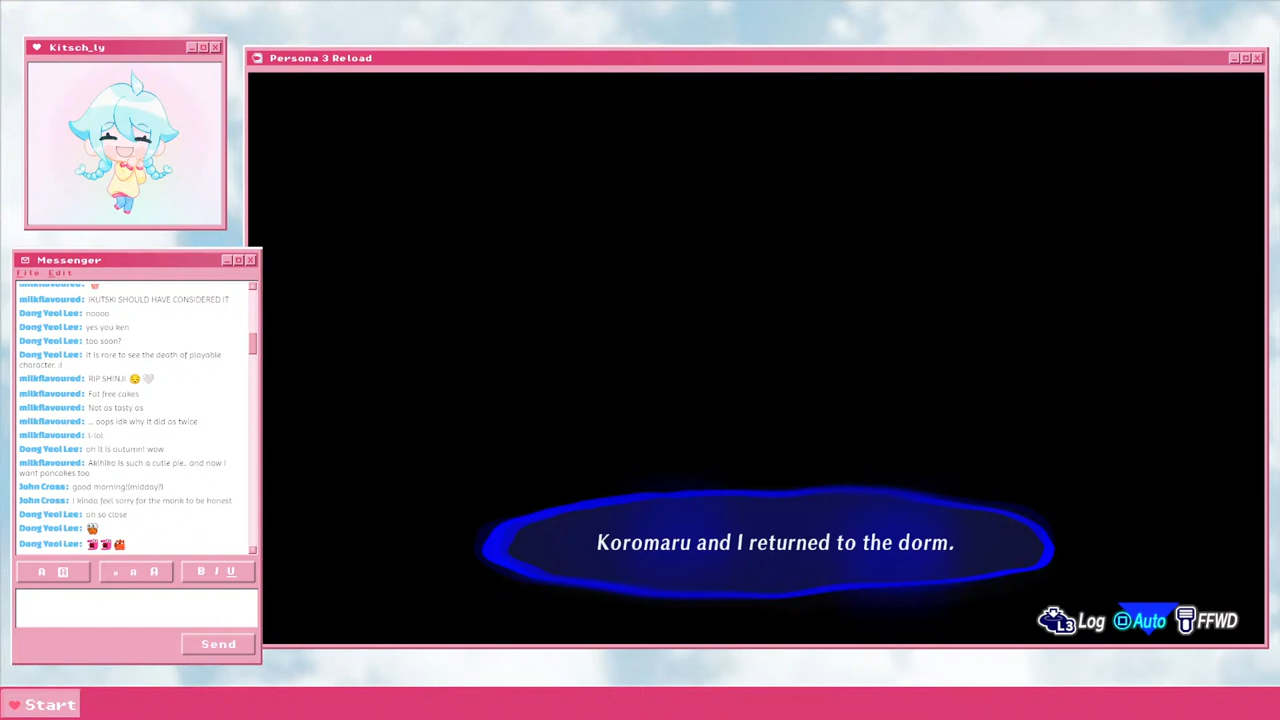 Kitsch_ly
Persona 3 Reload
Messenger
File Edit
milkflavoured: IKUTSKI SHOULD HAVE CONSIDERED IT
Dong Yeol Lee: noooo
Dong Yeol Lee: yes you ken
Dong Yeol Lee: too soon?
Dong Yeol Lee: it is rare to see the death of playable
character. :(
milkflavoured: RIP SHINJI 😔 🤍
milkflavoured: Fat free cakes
milkflavoured: Not as tasty as
milkflavoured: ... oops idk why it did as twice
milkflavoured: l-lol
Dong Yeol Lee: oh it is autumn! wow
milkflavoured: Akihiko is such a cutie pie.. and now i
want pancakes too
John Cross: good morning!(midday?)
John Cross: I kinda feel sorry for the monk to be honest
Dong Yeol Lee: oh so close
Dong Yeol Lee:
Dong Yeol Lee:
A A A A A B I U
Send
Koromaru and I returned to the dorm.
L3 Log Auto FFWD
Start